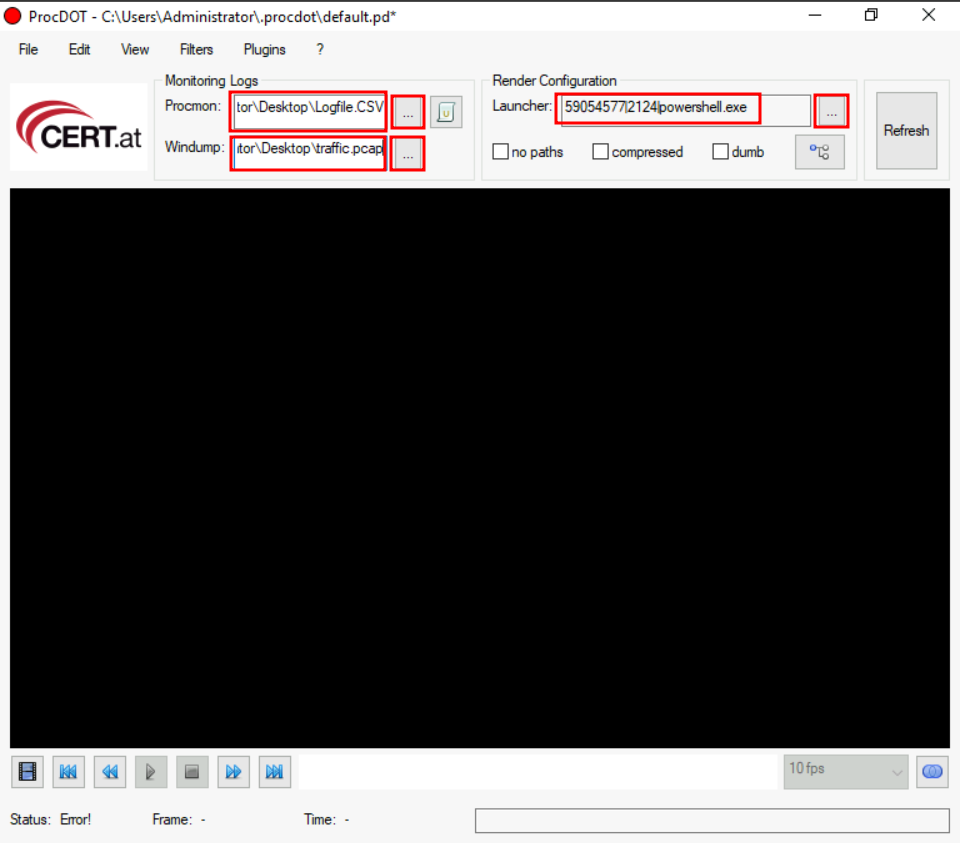 ProcDOT - C:\Users\Administrator\.procdot\default.pd*
File Edit View Filters Plugins ?
CERT.at
Monitoring Logs
Procmon: tor\Desktop\Logfile.CSV ...
Windump: itor\Desktop\traffic.pcap ...
Render Configuration
Launcher: 59054577|2124|powershell.exe ...
no paths compressed dumb
Refresh
10 fps
Status: Error! Frame: - Time: -